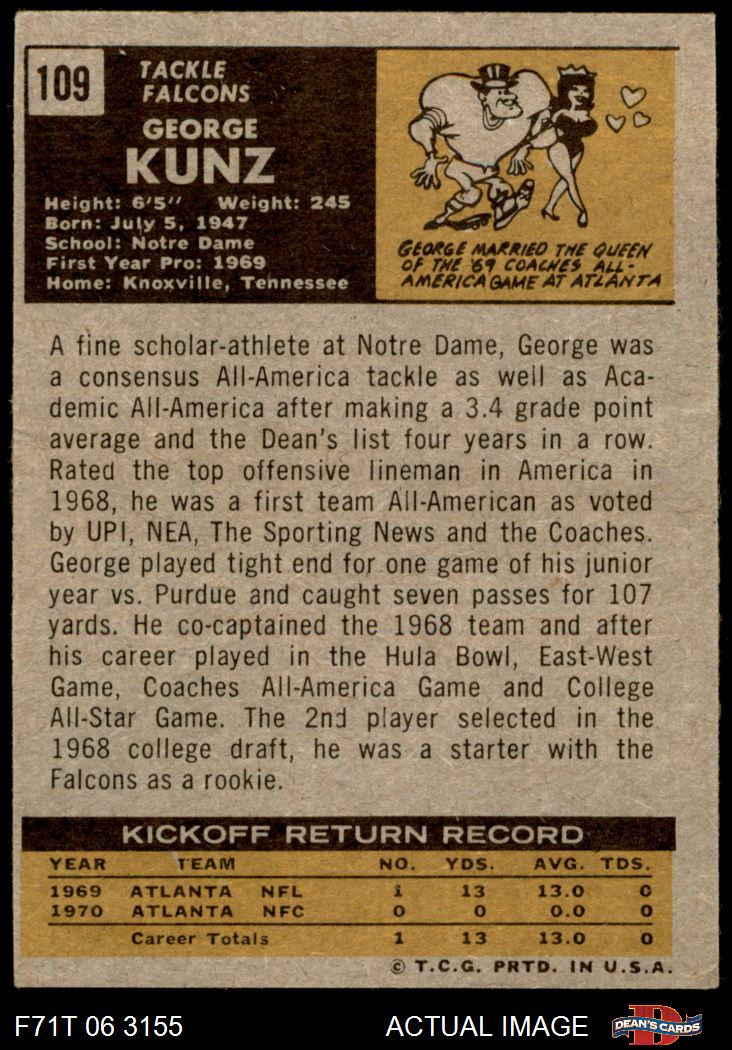 109
TACKLE
FALCONS
GEORGE
KUNZ
Height: 6'5'' Weight: 245
Born: July 5, 1947
School: Notre Dame
First Year Pro: 1969
Home: Knoxville, Tennessee
GEORGE MARRIED THE QUEEN
OF THE '69 COACHES ALL-
AMERICA GAME AT ATLANTA
A fine scholar-athlete at Notre Dame, George was
a consensus All-America tackle as well as Aca-
demic All-America after making a 3.4 grade point
average and the Dean's list four years in a row.
Rated the top offensive lineman in America in
1968, he was a first team All-American as voted
by UPI, NEA, The Sporting News and the Coaches.
George played tight end for one game of his junior
year vs. Purdue and caught seven passes for 107
yards. He co-captained the 1968 team and after
his career played in the Hula Bowl, East-West
Game, Coaches All-America Game and College
All-Star Game. The 2nd player selected in the
1968 college draft, he was a starter with the
Falcons as a rookie.
KICKOFF RETURN RECORD
YEAR TEAM NO. YDS. AVG. TDS.
1969 ATLANTA NFL 1 13 13.0 0
1970 ATLANTA NFC 0 0 0.0 0
Career Totals 1 13 13.0 0
© T.C.G. PRTD. IN U.S.A.
F71T 06 3155 ACTUAL IMAGE D DEAN'S CARDS